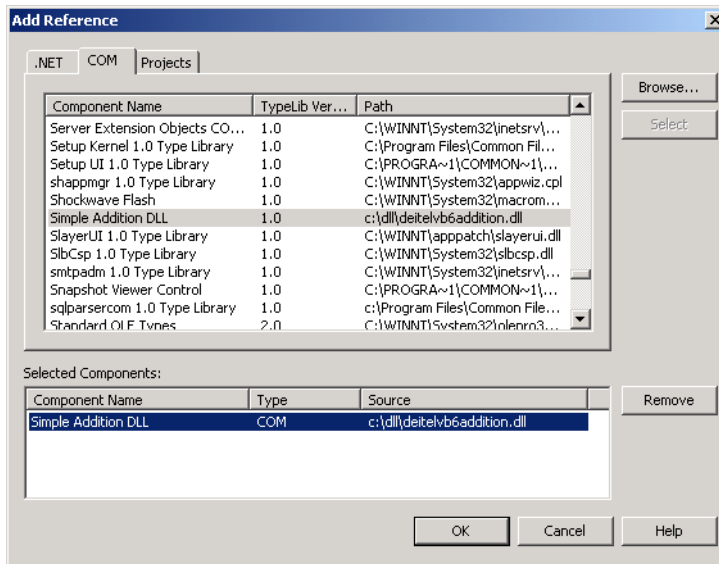 Add Reference
.NET COM Projects
Browse...
Select
Component Name TypeLib Ver... Path
Server Extension Objects CO... 1.0 C:\WINNT\System32\inetsrv\...
Setup Kernel 1.0 Type Library 1.0 C:\Program Files\Common Fil...
Setup UI 1.0 Type Library 1.0 C:\PROGRA~1\COMMON~1\...
shappmgr 1.0 Type Library 1.0 C:\WINNT\System32\appwiz.cpl
Shockwave Flash 1.0 C:\WINNT\System32\macrom...
Simple Addition DLL 1.0 c:\dll\deitelvb6addition.dll
SlayerUI 1.0 Type Library 1.0 C:\WINNT\apppatch\slayerui.dll
SlbCsp 1.0 Type Library 1.0 C:\WINNT\System32\slbcsp.dll
smtpadm 1.0 Type Library 1.0 C:\WINNT\System32\inetsrv\...
Snapshot Viewer Control 1.0 C:\PROGRA~1\COMMON~1\...
sqlparsercom 1.0 Type Library 1.0 c:\Program Files\Common File...
Standard OLE Types 2.0 C:\WINNT\System32\olepro3...
Selected Components:
Component Name Type Source
Remove
Simple Addition DLL COM c:\dll\deitelvb6addition.dll
OK Cancel Help